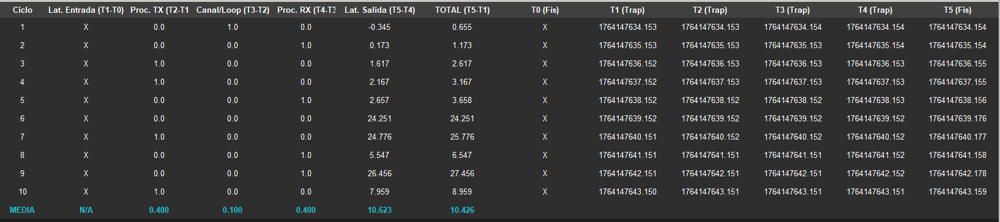 Ciclo Lat. Entrada (T1-T0) Proc. TX (T2-T1 Canal/Loop (T3-T2) Proc. RX (T4-T3 Lat. Salida (T5-T4) TOTAL (T5-T1) T0 (Fís) T1 (Trap) T2 (Trap) T3 (Trap) T4 (Trap) T5 (Fis)
1 X 0.0 1.0 0.0 -0.345 0.655 X 1764147634.153 1764147634.153 1764147634.154 1764147634.154 1764147634.154
2 X 0.0 0.0 1.0 0.173 1.173 X 1764147635.153 1764147635.153 1764147635.153 1764147635.154 1764147635.154
3 X 1.0 0.0 0.0 1.617 2.617 X 1764147636.152 1764147636.153 1764147636.153 1764147636.153 1764147636.155
4 X 1.0 0.0 0.0 2.167 3.167 X 1764147637.152 1764147637.153 1764147637.153 1764147637.153 1764147637.155
5 X 0.0 0.0 1.0 2.657 3.658 X 1764147638.152 1764147638.152 1764147638.152 1764147638.153 1764147638.156
6 X 0.0 0.0 0.0 24.251 24.251 X 1764147639.152 1764147639.152 1764147639.152 1764147639.152 1764147639.176
7 X 1.0 0.0 0.0 24.776 25.776 X 1764147640.151 1764147640.152 1764147640.152 1764147640.152 1764147640.177
8 X 0.0 0.0 1.0 5.547 6.547 X 1764147641.151 1764147641.151 1764147641.151 1764147641.152 1764147641.158
9 X 0.0 0.0 1.0 26.456 27.456 X 1764147642.151 1764147642.151 1764147642.151 1764147642.152 1764147642.178
10 X 1.0 0.0 0.0 7.959 8.959 X 1764147643.150 1764147643.151 1764147643.151 1764147643.151 1764147643.159
MEDIA N/A 0.400 0.100 0.400 10.623 10.426